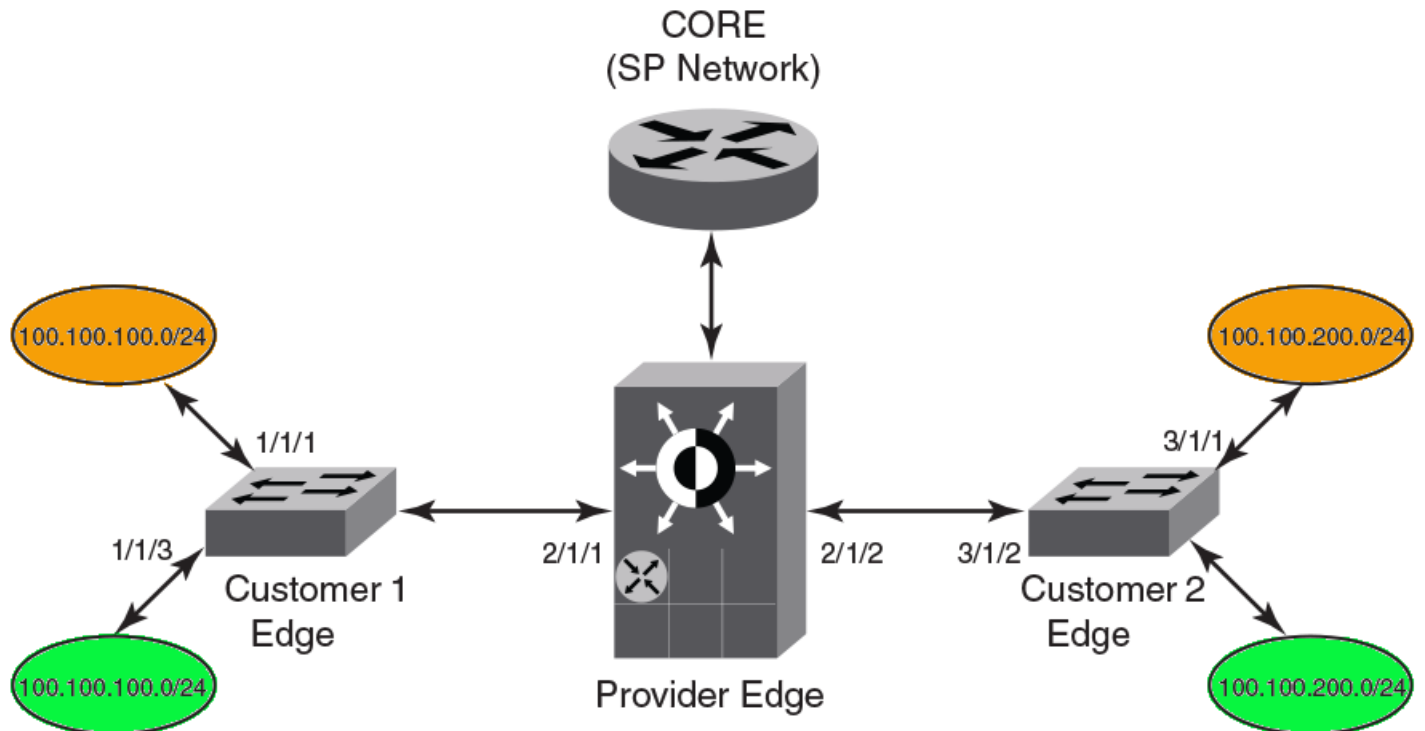 CORE
(SP Network)
100.100.100.0/24
100.100.200.0/24
1/1/1
3/1/1
1/1/3
2/1/1
2/1/2
3/1/2
Customer 1
Edge
Customer 2
Edge
100.100.100.0/24
Provider Edge
100.100.200.0/24